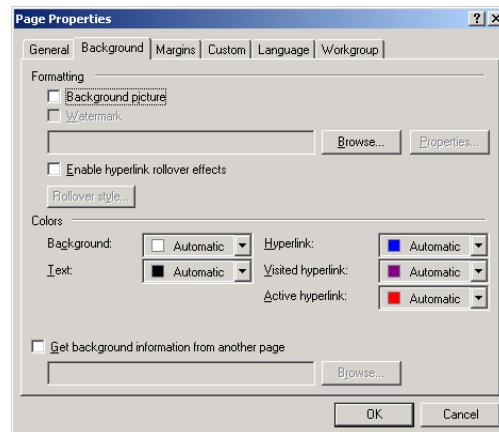 Page Properties
General Background Margins Custom Language Workgroup
Formatting
Background picture
Watermark
Browse... Properties...
Enable hyperlink rollover effects
Rollover style...
Colors
Background: Automatic Hyperlink: Automatic
Text: Automatic Visited hyperlink: Automatic
Active hyperlink: Automatic
Get background information from another page
Browse...
OK Cancel